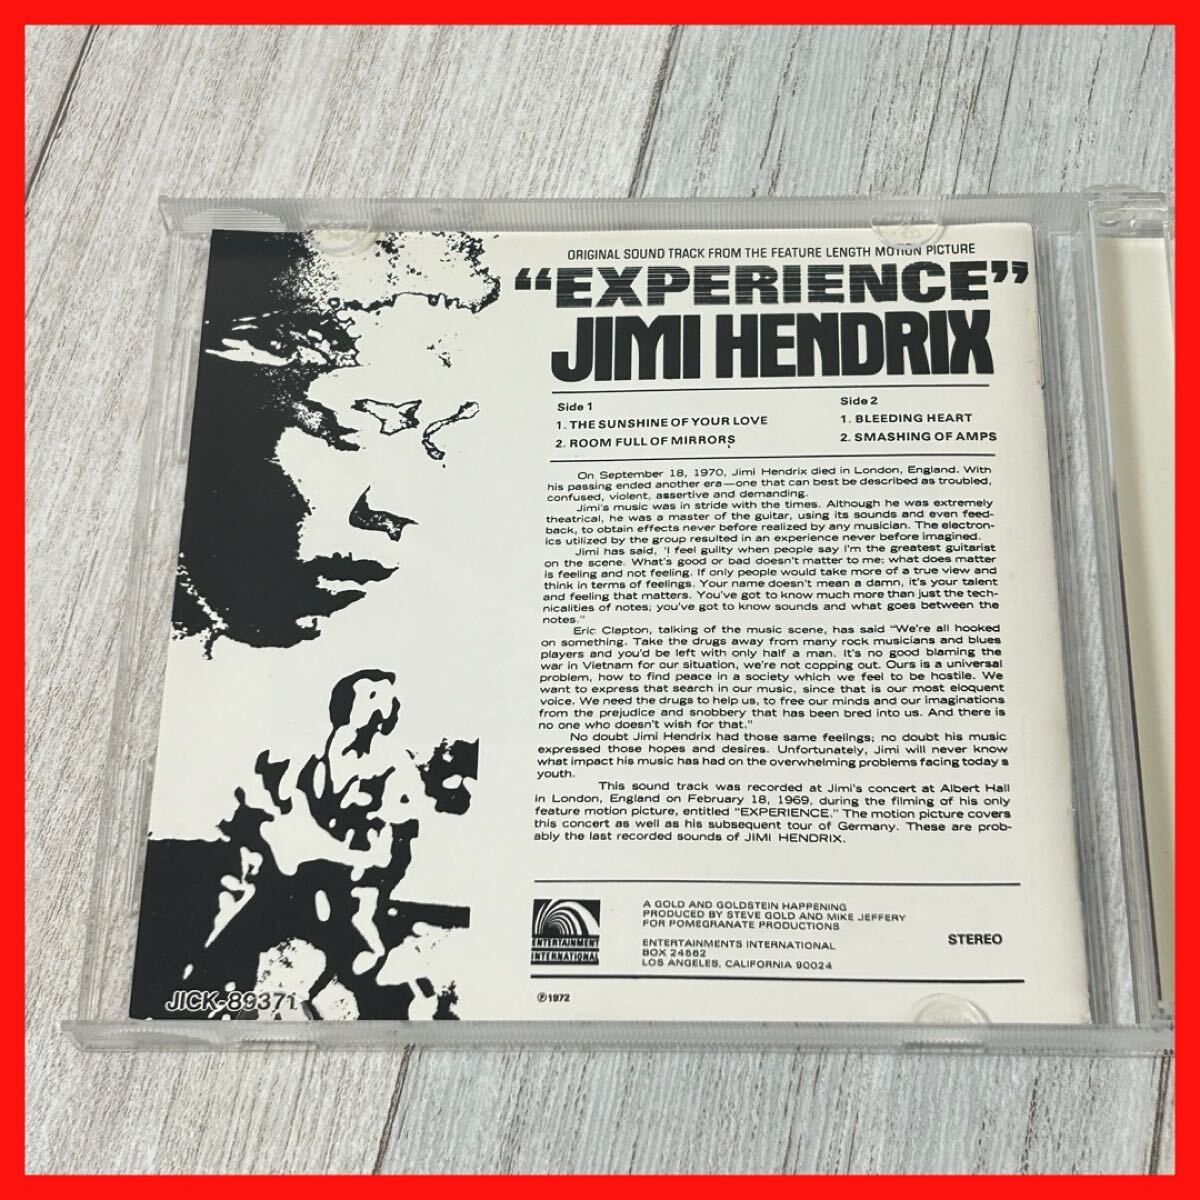 ORIGINAL SOUND TRACK FROM THE FEATURE LENGTH MOTION PICTURE
“EXPERIENCE”
JIMI HENDRIX
Side 1
1. THE SUNSHINE OF YOUR LOVE
2. ROOM FULL OF MIRRORS
Side 2
1. BLEEDING HEART
2. SMASHING OF AMPS
On September 18, 1970, Jimi Hendrix died in London, England. With
his passing ended another era—one that can best be described as troubled,
confused, violent, assertive and demanding.
Jimi's music was in stride with the times. Although he was extremely
theatrical, he was a master of the guitar, using its sounds and even feed-
back, to obtain effects never before realized by any musician. The electron-
ics utilized by the group resulted in an experience never before imagined.
Jimi has said, 'I feel guilty when people say I'm the greatest guitarist
on the scene. What's good or bad doesn't matter to me; what does matter
is feeling and not feeling. If only people would take more of a true view and
think in terms of feelings. Your name doesn't mean a damn, it's your talent
and feeling that matters. You've got to know much more than just the tech-
nicalities of notes; you've got to know sounds and what goes between the
notes."
Eric Clapton, talking of the music scene, has said "We're all hooked
on something. Take the drugs away from many rock musicians and blues
players and you'd be left with only half a man. It's no good blaming the
war in Vietnam for our situation, we're not copping out. Ours is a universal
problem, how to find peace in a society which we feel to be hostile. We
want to express that search in our music, since that is our most eloquent
voice. We need the drugs to help us, to free our minds and our imaginations
from the prejudice and snobbery that has been bred into us. And there is
no one who doesn't wish for that."
No doubt Jimi Hendrix had those same feelings; no doubt his music
expressed those hopes and desires. Unfortunately, Jimi will never know
what impact his music has had on the overwhelming problems facing today s
youth.
This sound track was recorded at Jimi's concert at Albert Hall
in London, England on February 18, 1969, during the filming of his only
feature motion picture, entitled "EXPERIENCE." The motion picture covers
this concert as well as his subsequent tour of Germany. These are prob-
ably the last recorded sounds of JIMI HENDRIX.
ENTERTAINMENT
INTERNATIONAL
A GOLD AND GOLDSTEIN HAPPENING
PRODUCED BY STEVE GOLD AND MIKE JEFFERY
FOR POMEGRANATE PRODUCTIONS
ENTERTAINMENTS INTERNATIONAL
BOX 24662
LOS ANGELES, CALIFORNIA 90024
STEREO
JICK-89371
℗1972